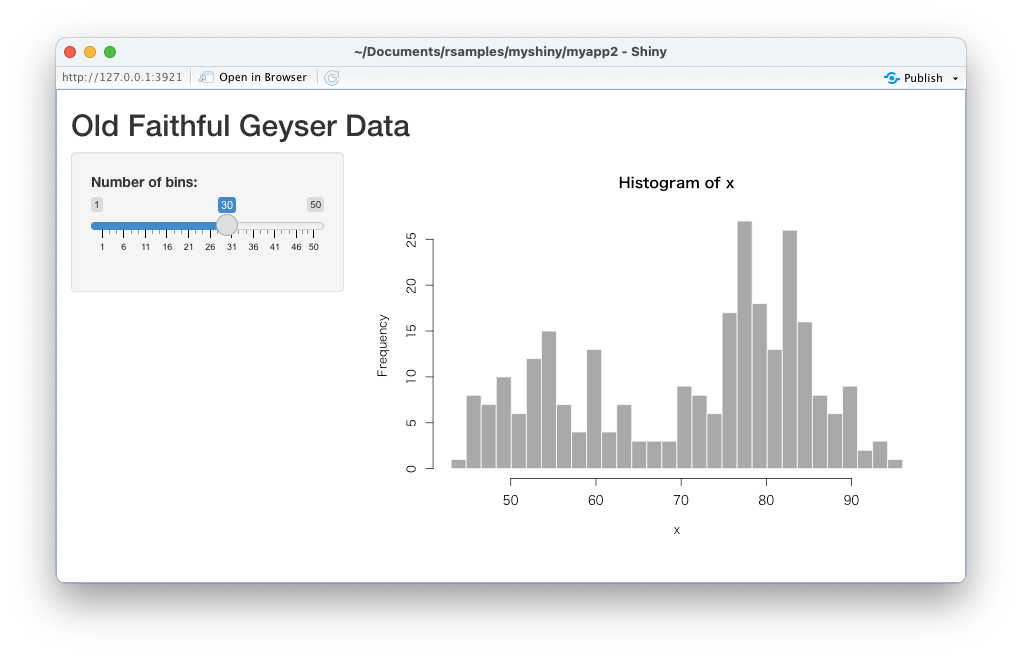 ~/Documents/rsamples/myshiny/myapp2 - Shiny
http://127.0.0.1:3921 Open in Browser Publish
Old Faithful Geyser Data
Number of bins:
1 30 50
1 6 11 16 21 26 31 36 41 46 50
Histogram of x
Frequency
25
20
15
10
5
0
50 60 70 80 90
x